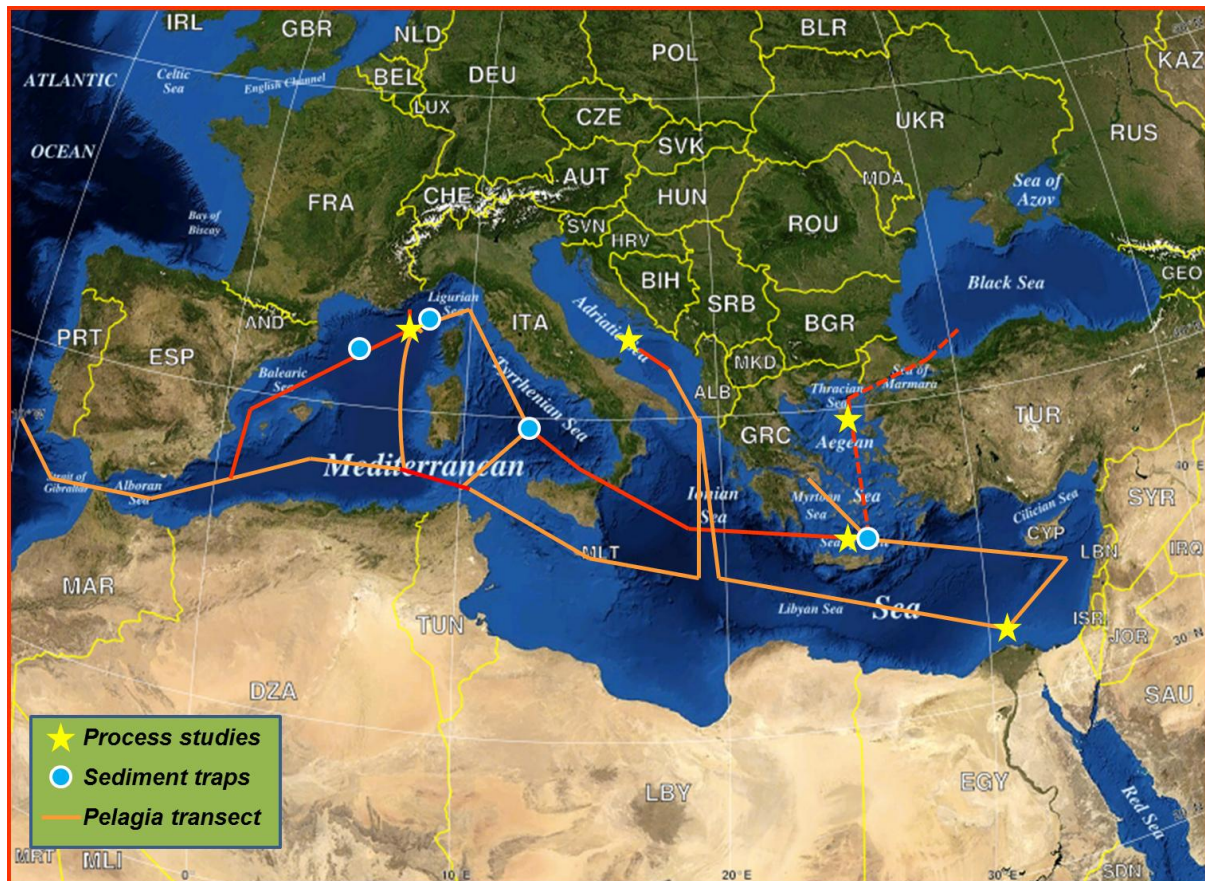 IRL
GBR
NLD
POL
BLR
KAZ
ATLANTIC
OCEAN
Celtic
Sea
English Channel
BEL
LUX
DEU
CZE
SVK
UKR
RUS
FRA
CHE
AUT
HUN
MDA
ROU
Sea of
Azov
Bay of
Biscay
SVN
HRV
BIH
SRB
BGR
Black Sea
GEO
PRT
ESP
AND
Ligurian
Sea
ITA
Adriatic Sea
MKD
ALB
Balearic
Sea
Tyrrhenian Sea
Thracian
Sea
Sea of
Marmara
TUR
GRC
Aegean
Sea
Mediterranean
Sea
Strait of
Gibraltar
Alboran
Sea
Ionian
Sea
Myrtoan
Sea
Cilician Sea
CYP
SYR
40° N
LBN
IRQ
MLT
Libyan Sea
ISR
JOR
30° N
MAR
TUN
DZA
LBY
EGY
SAU
Red Sea
Process studies
Sediment traps
Pelagia transect
MRT
MLI
0°
10° E
20° E
30° E
SDN